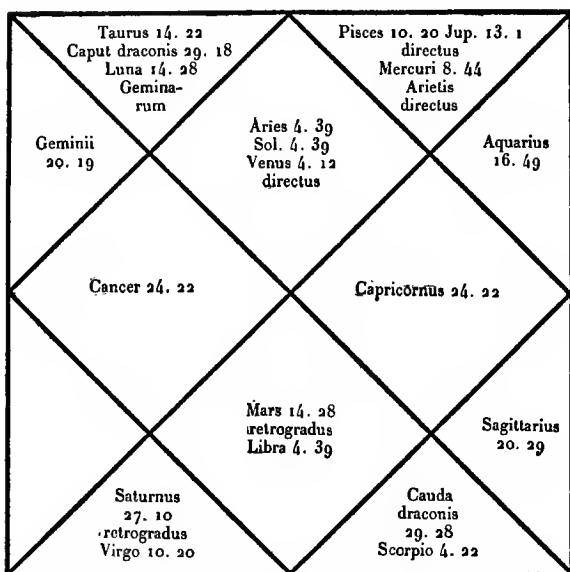 Taurus 14. 22
Caput draconis 29. 18
Luna 14. 28
Gemina-
rum
Pisces 10. 20 Jup. 13. 1
directus
Mercuri 8. 44
Arietis
directus
Geminii
20. 19
Aries 4. 39
Sol. 4. 39
Venus 4. 12
directus
Aquarius
16. 49
Cancer 24. 22
Capricornus 24. 22
Mars 14. 28
retrogradus
Libra 4. 39
Sagittarius
20. 29
Saturnus
27. 10
retrogradus
Virgo 10. 20
Cauda
draconis
29. 28
Scorpio 4. 22